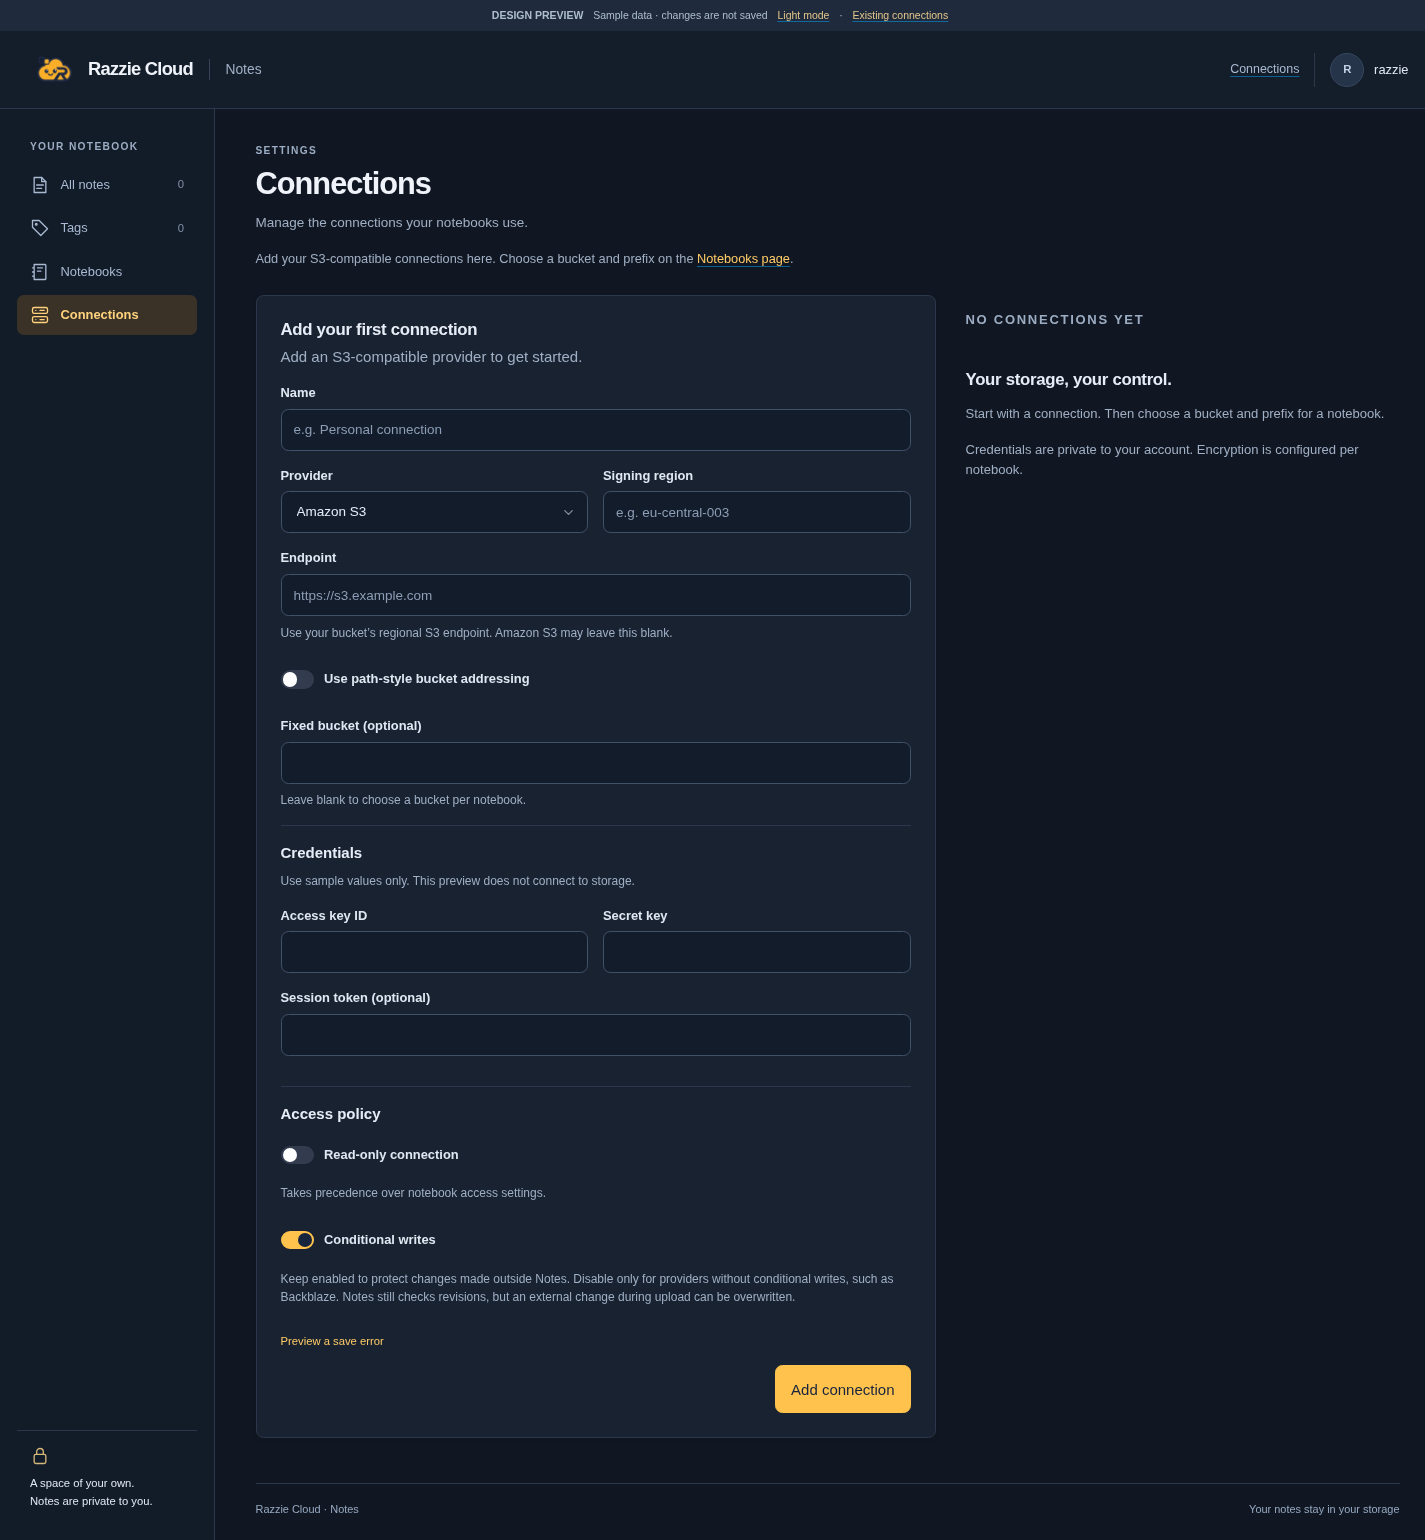 DESIGN PREVIEW Sample data · changes are not saved Light mode · Existing connections
Razzie Cloud Notes
Connections R razzie
YOUR NOTEBOOK
All notes 0
Tags 0
Notebooks
Connections
SETTINGS
Connections
Manage the connections your notebooks use.
Add your S3-compatible connections here. Choose a bucket and prefix on the Notebooks page.
Add your first connection
Add an S3-compatible provider to get started.
Name
e.g. Personal connection
Provider Signing region
Amazon S3 e.g. eu-central-003
Endpoint
https://s3.example.com
Use your bucket’s regional S3 endpoint. Amazon S3 may leave this blank.
Use path-style bucket addressing
Fixed bucket (optional)
Leave blank to choose a bucket per notebook.
Credentials
Use sample values only. This preview does not connect to storage.
Access key ID Secret key
Session token (optional)
Access policy
Read-only connection
Takes precedence over notebook access settings.
Conditional writes
Keep enabled to protect changes made outside Notes. Disable only for providers without conditional writes, such as
Backblaze. Notes still checks revisions, but an external change during upload can be overwritten.
Preview a save error
Add connection
NO CONNECTIONS YET
Your storage, your control.
Start with a connection. Then choose a bucket and prefix for a notebook.
Credentials are private to your account. Encryption is configured per
notebook.
A space of your own.
Notes are private to you.
Razzie Cloud · Notes
Your notes stay in your storage